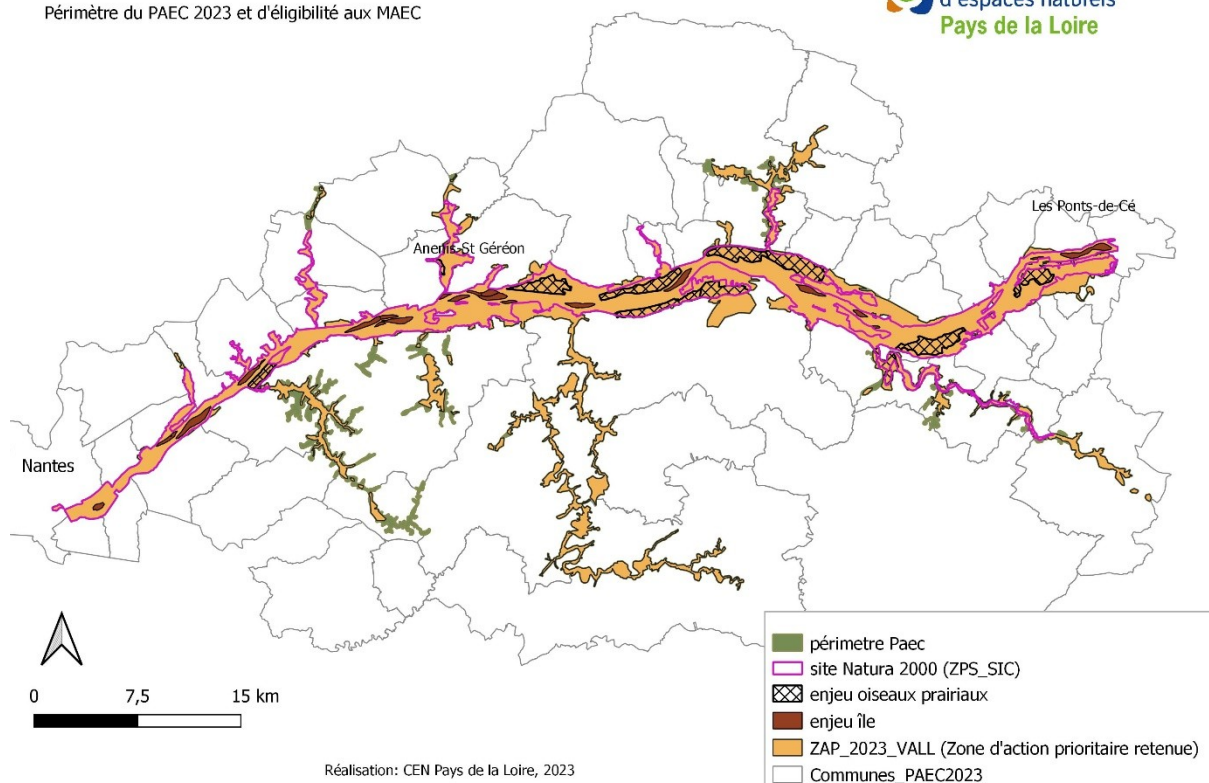 Périmètre du PAEC 2023 et d'éligibilité aux MAEC
d'espaces naturels
Pays de la Loire
Les Ponts-de-Cé
Anenis-St Géréon
Nantes
0 7,5 15 km
périmetre Paec
site Natura 2000 (ZPS_SIC)
enjeu oiseaux prairiaux
enjeu île
ZAP_2023_VALL (Zone d'action prioritaire retenue)
Communes_PAEC2023
Réalisation: CEN Pays de la Loire, 2023